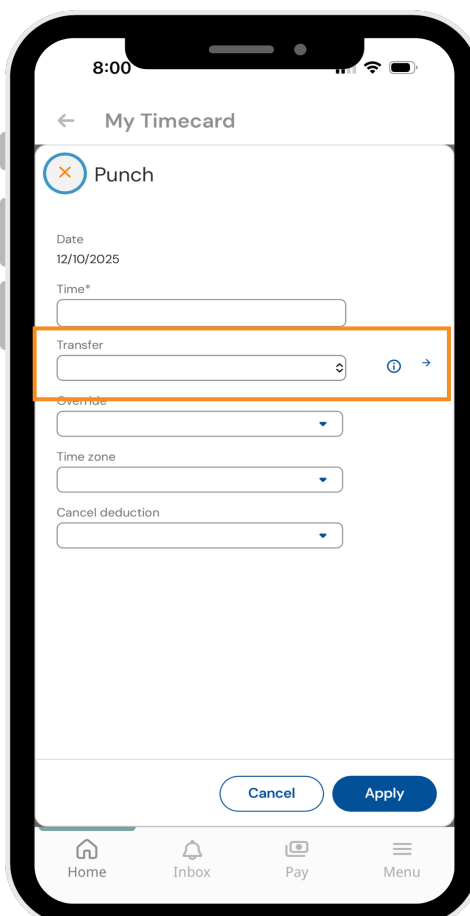 8:00
My Timecard
Punch
Date
12/10/2025
Time*
Transfer
Override
Time zone
Cancel deduction
Cancel Apply
Home Inbox Pay Menu